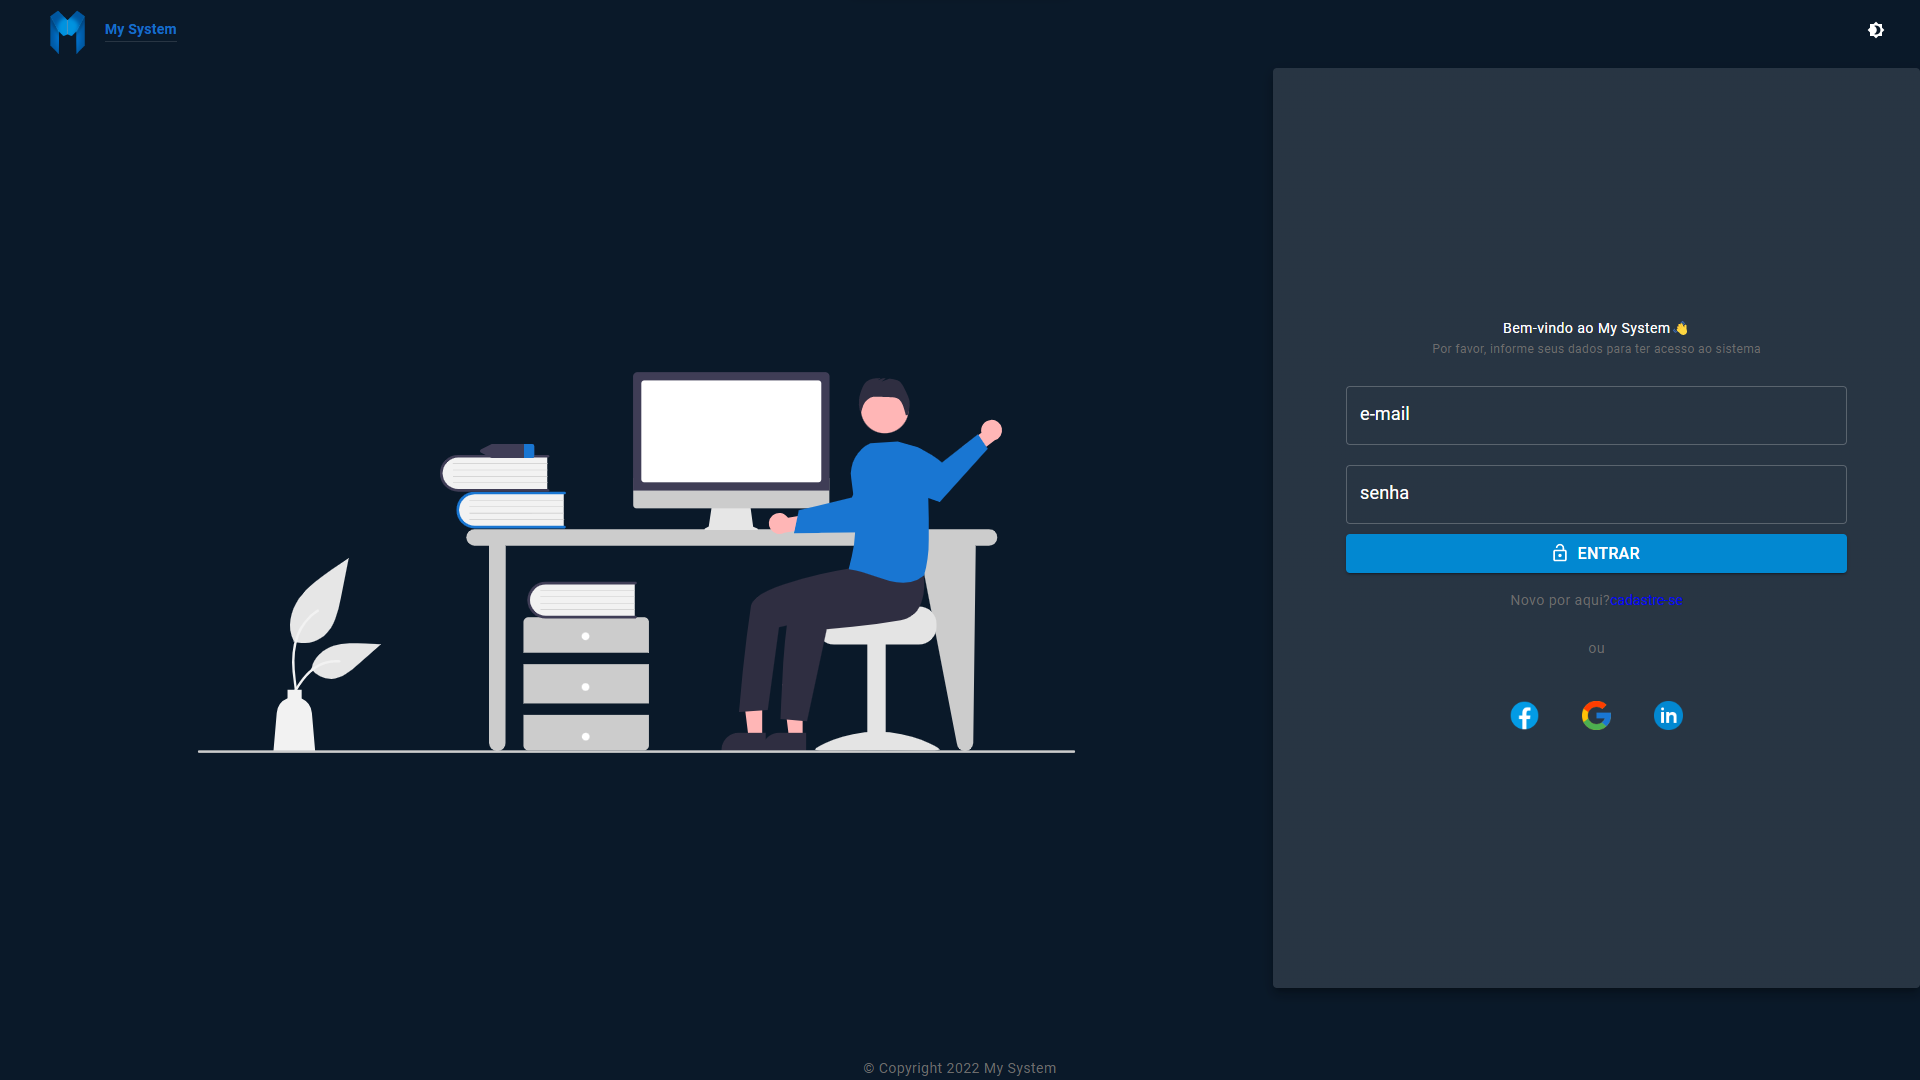 My System
Bem-vindo ao My System 👋
Por favor, informe seus dados para ter acesso ao sistema
e-mail
senha
ENTRAR
Novo por aqui?cadastre-se
ou
© Copyright 2022 My System